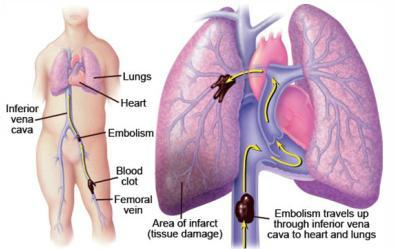 Lungs
Heart
Inferior
vena
cava
Embolism
Blood
clot
Femoral
vein
Area of infarct
(tissue damage)
Embolism travels up
through inferior vena
cava to heart and lungs